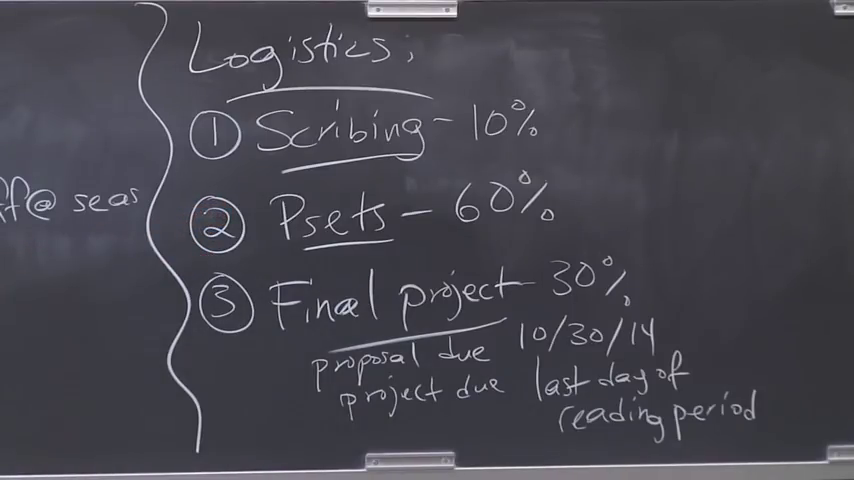 Logistics:
① Scribing - 10%
ff@ seas
② Psets - 60%
③ Final project - 30%
proposal due 10/30/14
project due last day of
reading period